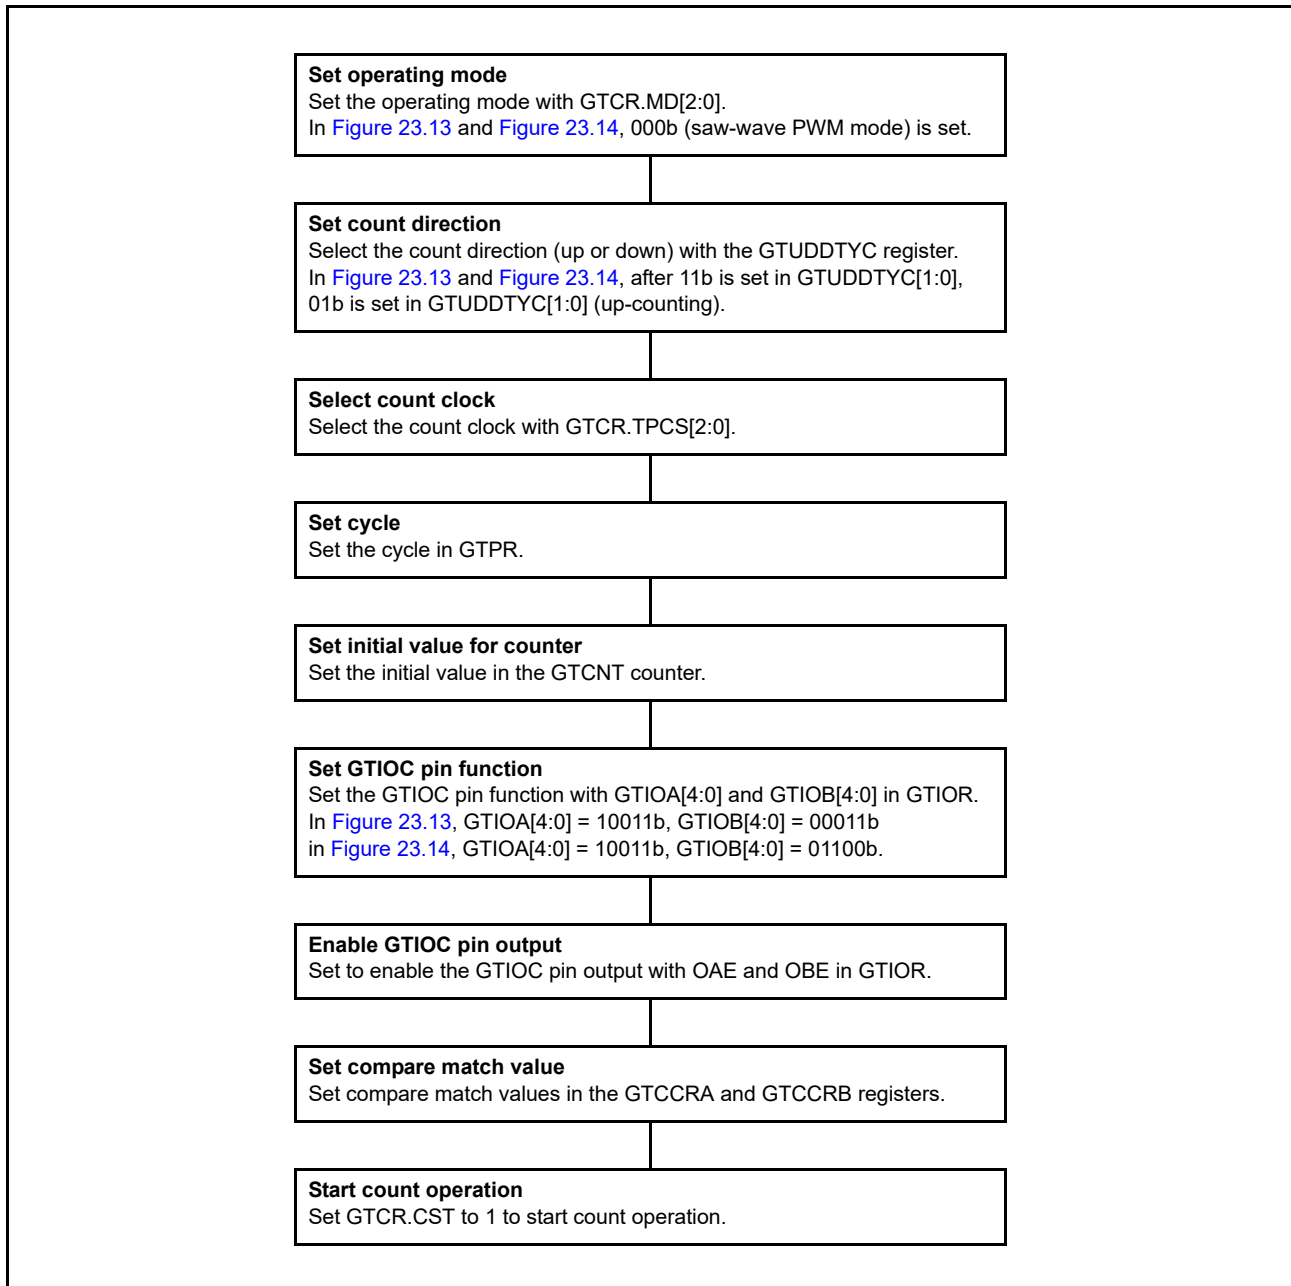 Set operating mode
Set the operating mode with GTCR.MD[2:0].
In Figure 23.13 and Figure 23.14, 000b (saw-wave PWM mode) is set.
Set count direction
Select the count direction (up or down) with the GTUDDTYC register.
In Figure 23.13 and Figure 23.14, after 11b is set in GTUDDTYC[1:0],
01b is set in GTUDDTYC[1:0] (up-counting).
Select count clock
Select the count clock with GTCR.TPCS[2:0].
Set cycle
Set the cycle in GTPR.
Set initial value for counter
Set the initial value in the GTCNT counter.
Set GTIOC pin function
Set the GTIOC pin function with GTIOA[4:0] and GTIOB[4:0] in GTIOR.
In Figure 23.13, GTIOA[4:0] = 10011b, GTIOB[4:0] = 00011b
in Figure 23.14, GTIOA[4:0] = 10011b, GTIOB[4:0] = 01100b.
Enable GTIOC pin output
Set to enable the GTIOC pin output with OAE and OBE in GTIOR.
Set compare match value
Set compare match values in the GTCCRA and GTCCRB registers.
Start count operation
Set GTCR.CST to 1 to start count operation.